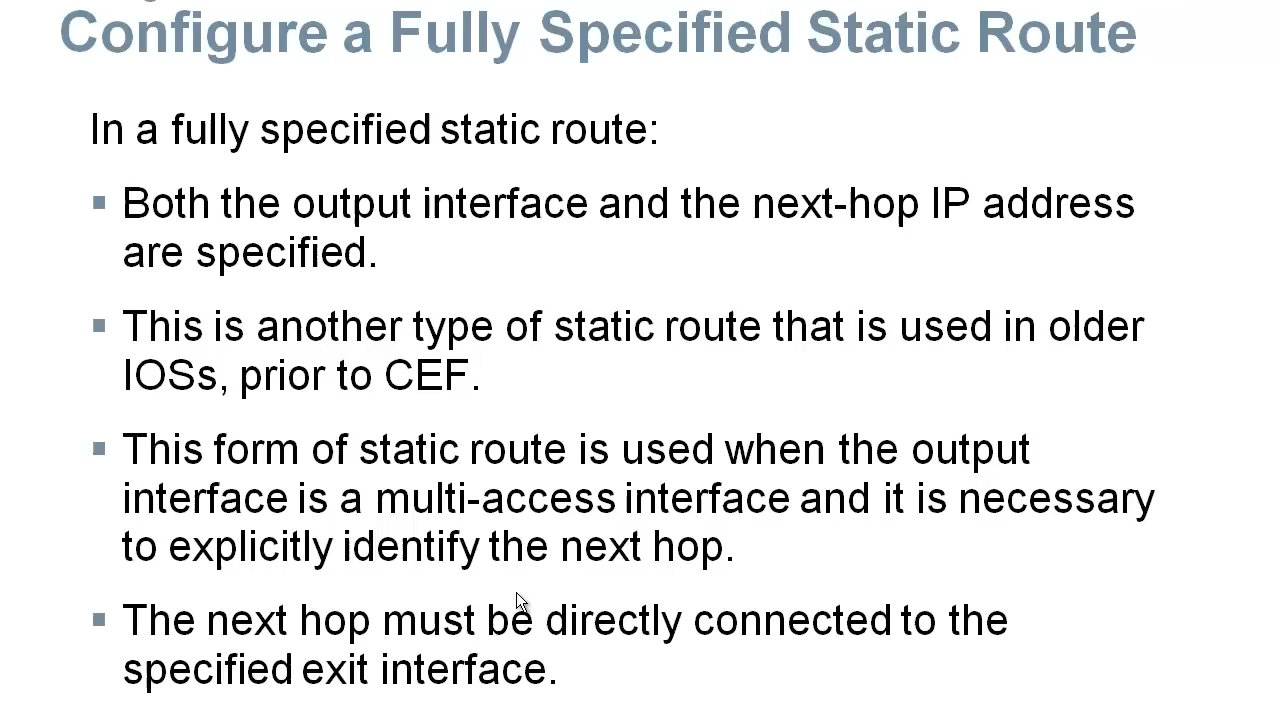 Configure a Fully Specified Static Route
In a fully specified static route:
Both the output interface and the next-hop IP address
are specified.
This is another type of static route that is used in older
IOSs, prior to CEF.
This form of static route is used when the output
interface is a multi-access interface and it is necessary
to explicitly identify the next hop.
The next hop must be directly connected to the
specified exit interface.